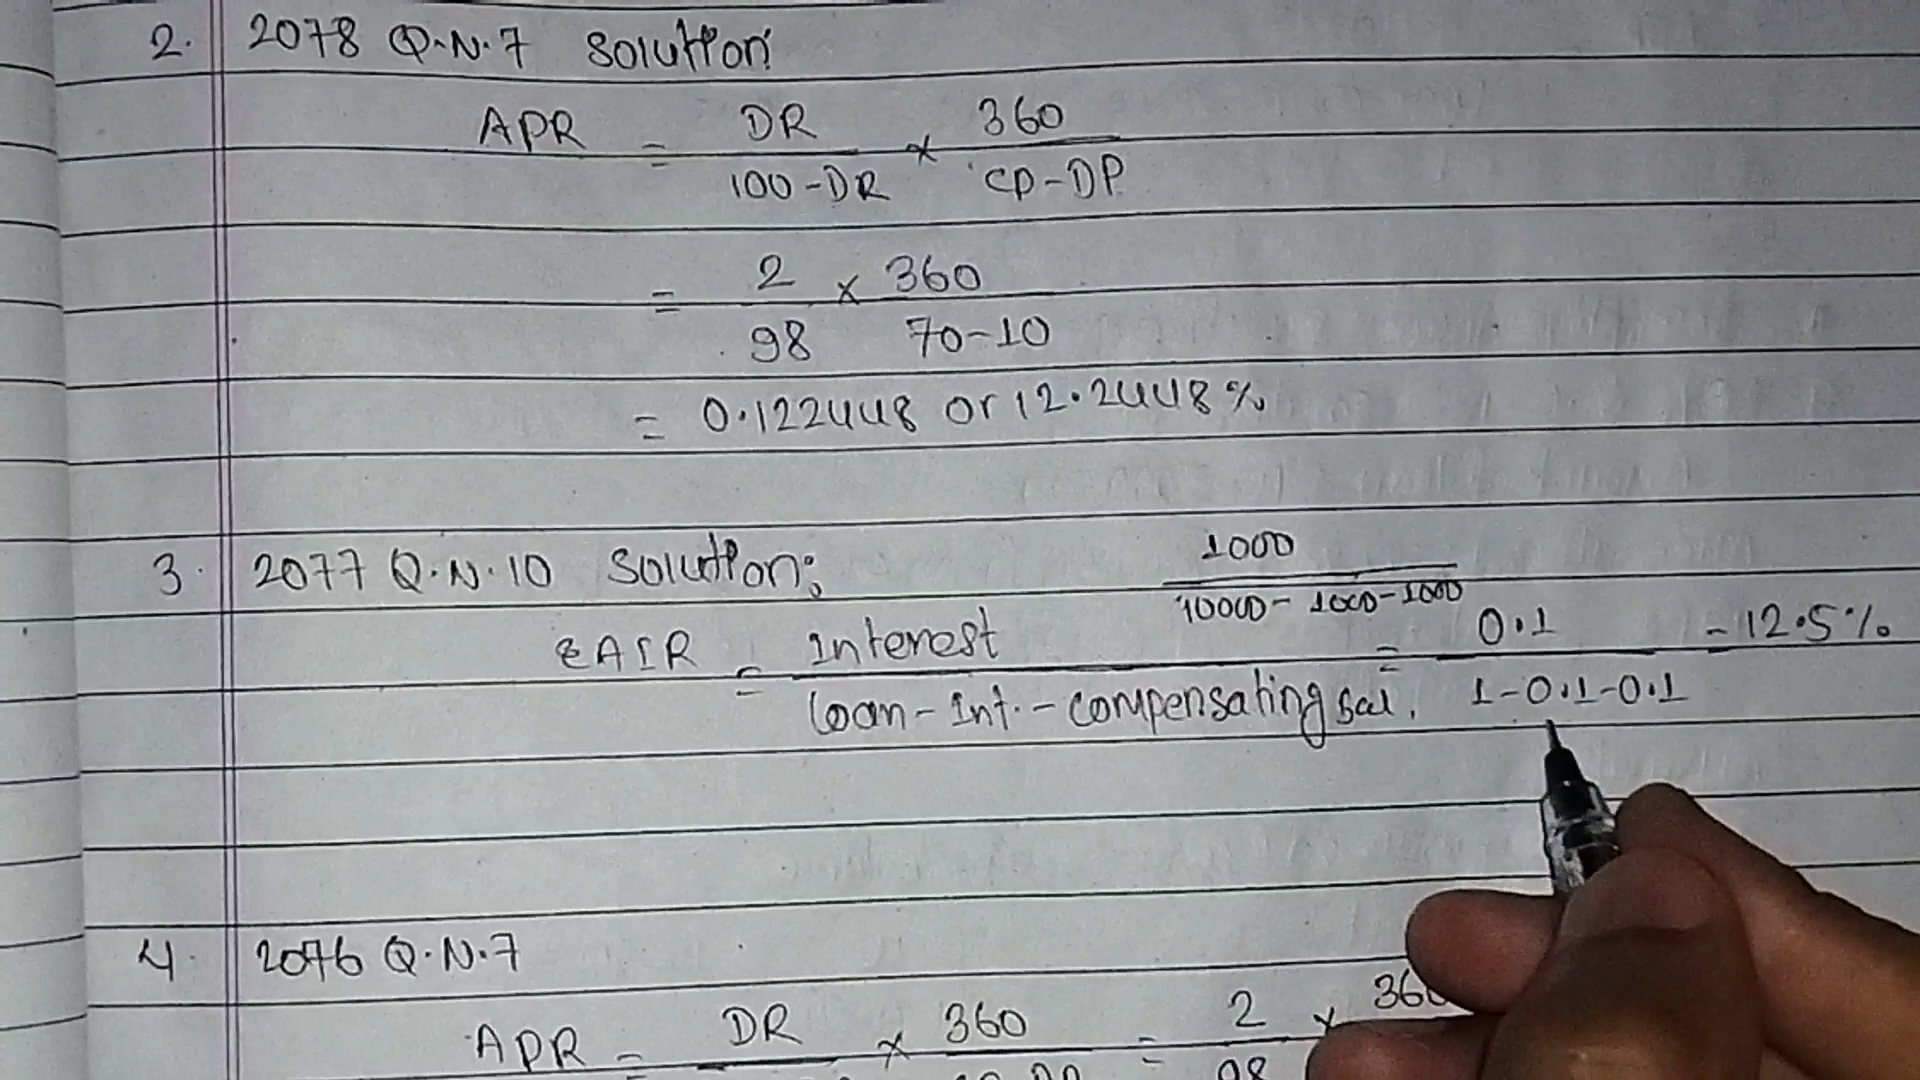 2. 2078 Q.N.7 Solution:
APR = DR / 100-DR × 360 / CP-DP
= 2 / 98 × 360 / 70-10
= 0.122448 or 12.2448%
3. 2077 Q.N.10 Solution:
1000 / 10000-1000-1000
EAIR = Interest / Loan-Int.-compensating bal. = 0.1 / 1-0.1-0.1 = 12.5%
4. 2076 Q.N.7
APR = DR × 360 = 2 / 98 ×